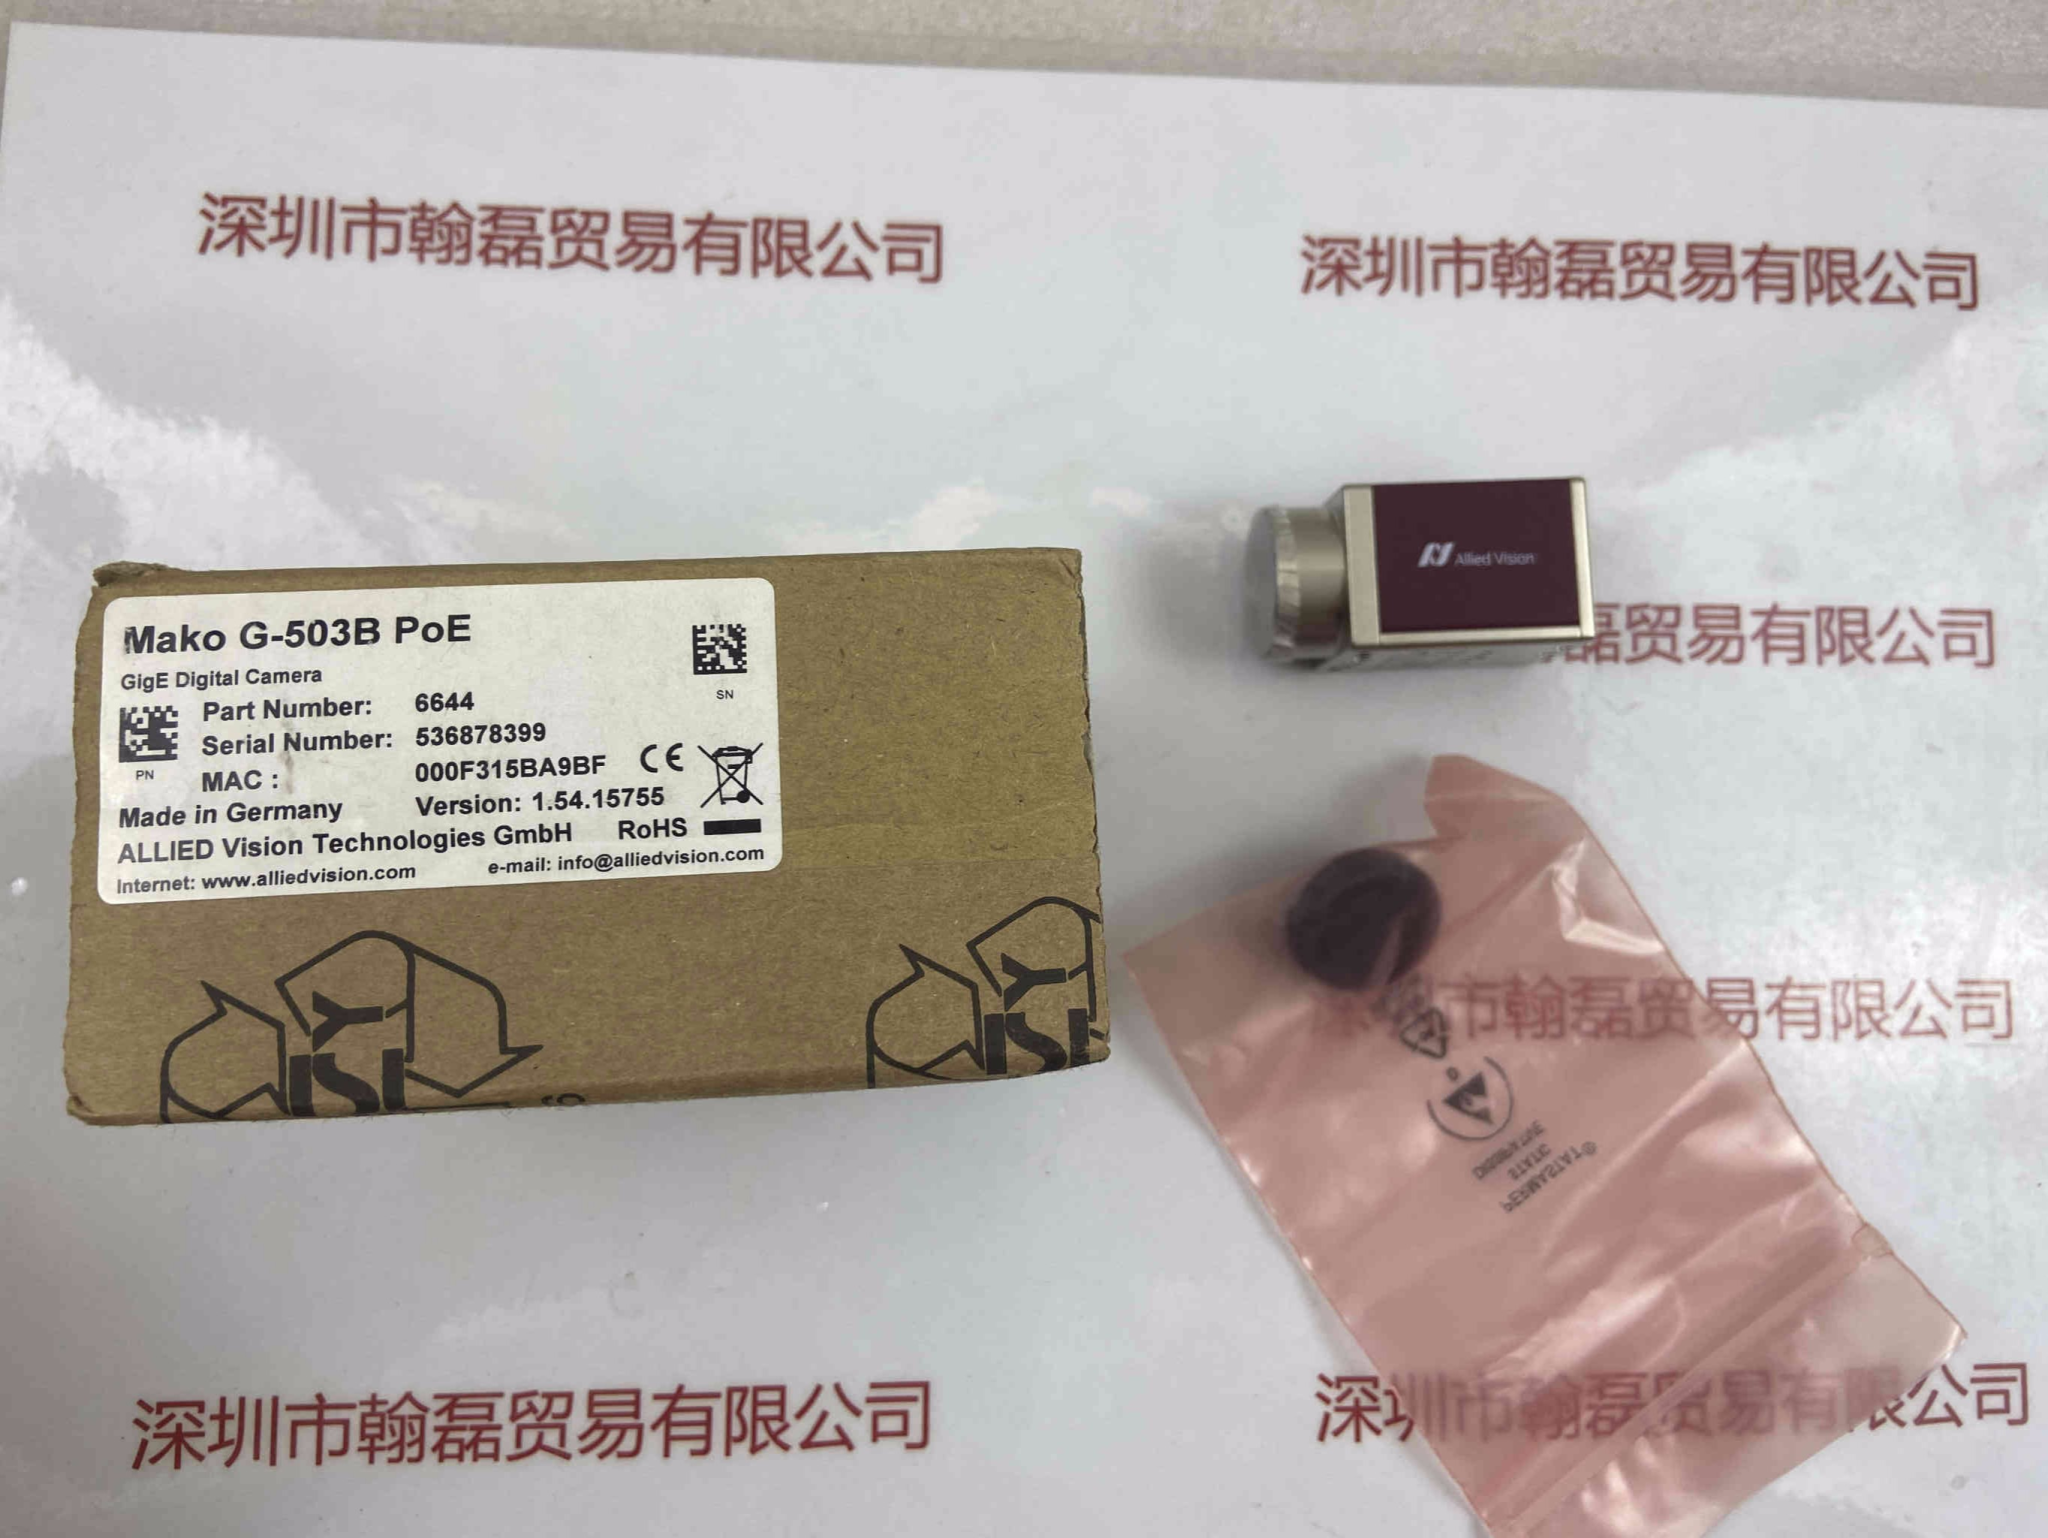 深圳市翰磊贸易有限公司
深圳市翰磊贸易有限公司
Allied Vision
磊贸易有限公司
Mako G-503B PoE
GigE Digital Camera
SN
PN
Part Number: 6644
Serial Number: 536878399
MAC : 000F315BA9BF CE
Made in Germany Version: 1.54.15755
ALLIED Vision Technologies GmbH RoHS
Internet: www.alliedvision.com e-mail: info@alliedvision.com
市翰磊贸易有限公司
PERMASTAT®
深圳市翰磊贸易有限公司
深圳市翰磊贸易有限公司